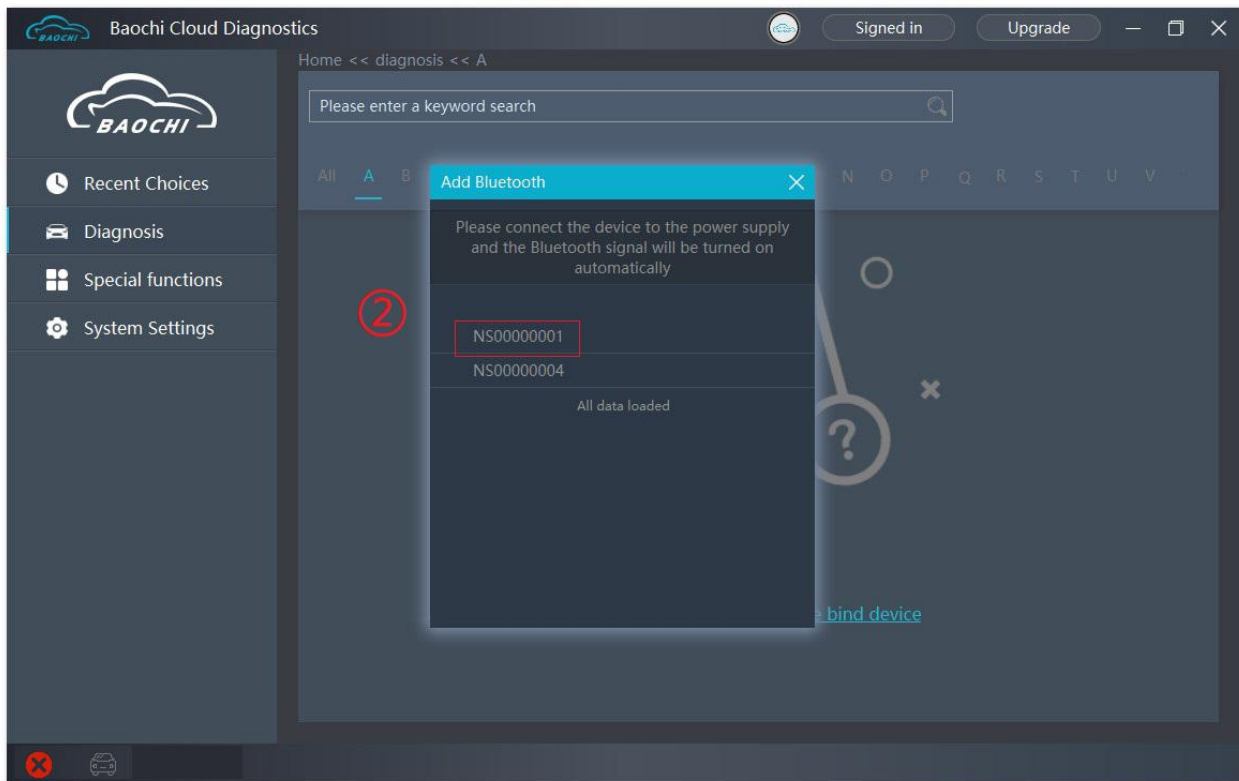 BAOCHI
Baochi Cloud Diagnostics
Signed in
Upgrade
Home << diagnosis << A
BAOCHI
Please enter a keyword search
Recent Choices
Diagnosis
Special functions
System Settings
All A B N O P Q R S T U V
Add Bluetooth
Please connect the device to the power supply
and the Bluetooth signal will be turned on
automatically
②
NS00000001
NS00000004
All data loaded
?
bind device